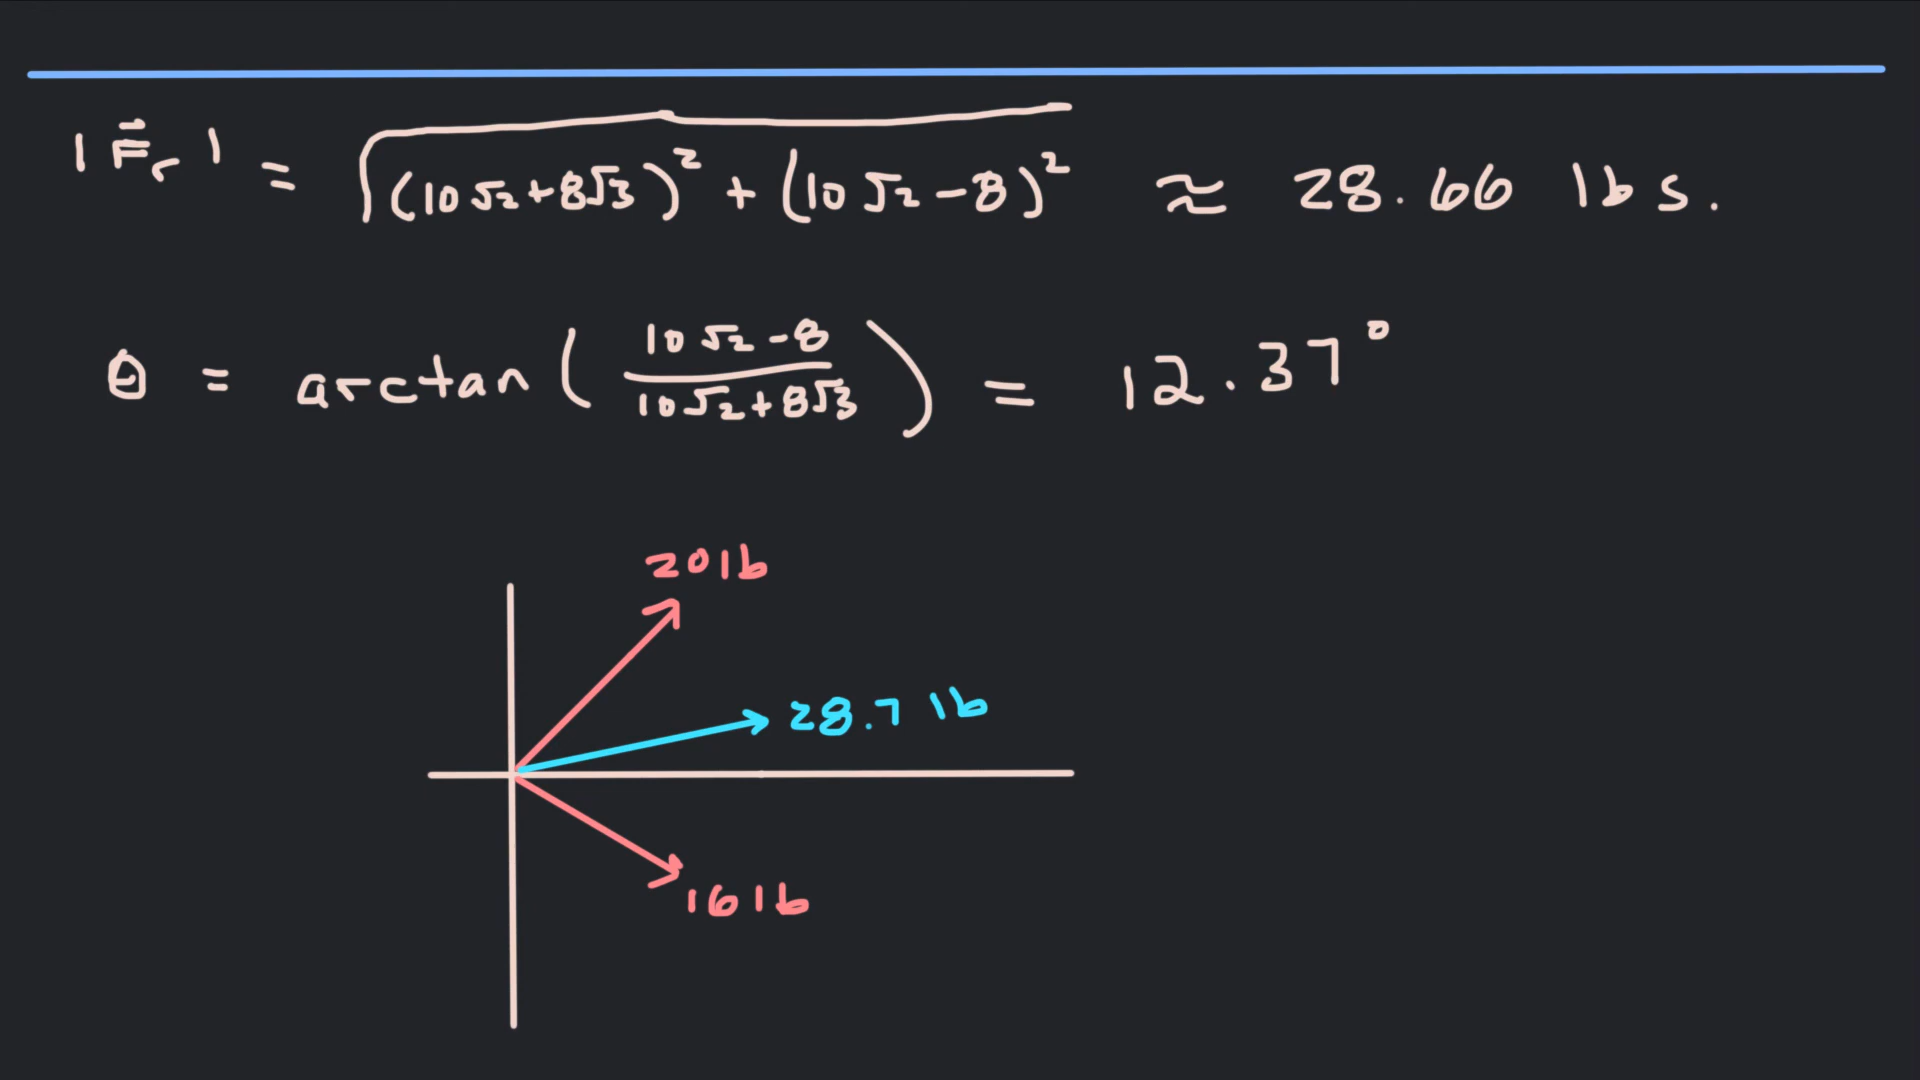 |F⃗ᵣ| = √((10√2+8√3)² + (10√2-8)²) ≈ 28.66 lbs.
θ = arctan((10√2-8)/(10√2+8√3)) = 12.37°
20lb
28.7 lb
16lb